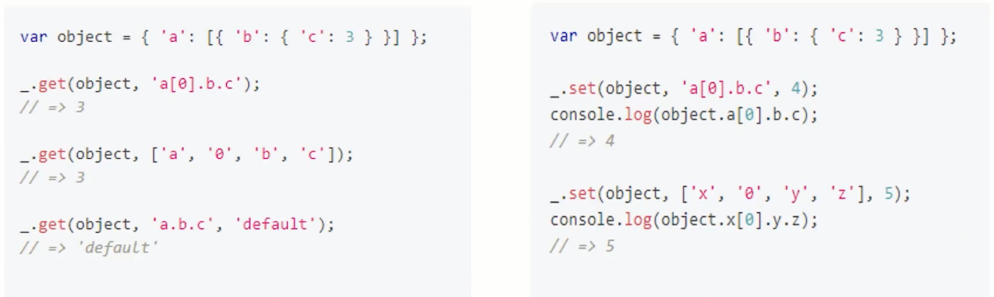 var object = { 'a': [{ 'b': { 'c': 3 } }] };
_.get(object, 'a[0].b.c');
// => 3
_.get(object, ['a', '0', 'b', 'c']);
// => 3
_.get(object, 'a.b.c', 'default');
// => 'default'
var object = { 'a': [{ 'b': { 'c': 3 } }] };
_.set(object, 'a[0].b.c', 4);
console.log(object.a[0].b.c);
// => 4
_.set(object, ['x', '0', 'y', 'z'], 5);
console.log(object.x[0].y.z);
// => 5